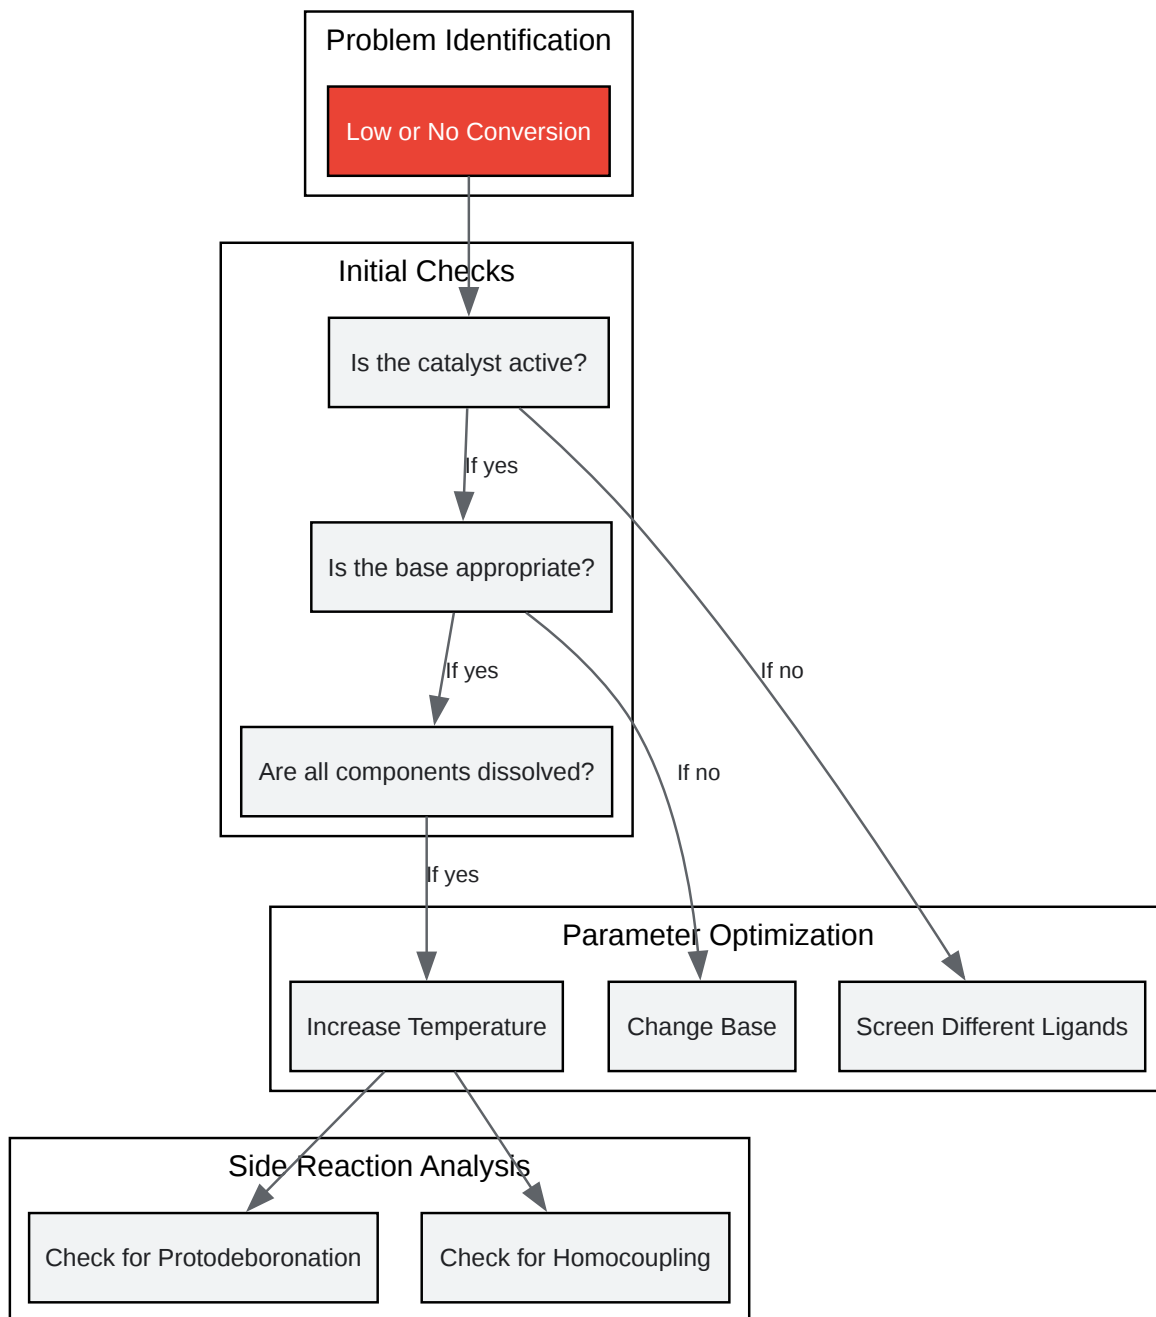 Problem Identification
Low or No Conversion
Initial Checks
Is the catalyst active?
If yes
Is the base appropriate?
If yes
If no
Are all components dissolved?
If no
If yes
Parameter Optimization
Increase Temperature
Change Base
Screen Different Ligands
Side Reaction Analysis
Check for Protodeboronation
Check for Homocoupling